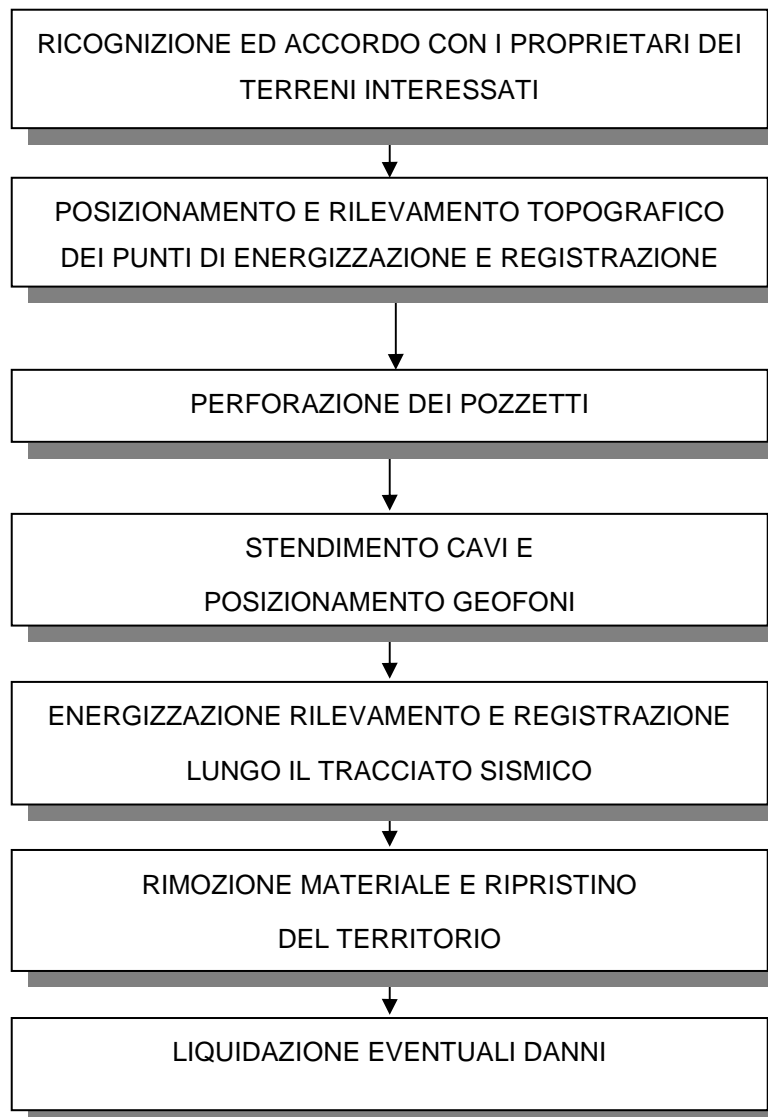 RICOGNIZIONE ED ACCORDO CON I PROPRIETARI DEI
TERRENI INTERESSATI
POSIZIONAMENTO E RILEVAMENTO TOPOGRAFICO
DEI PUNTI DI ENERGIZZAZIONE E REGISTRAZIONE
PERFORAZIONE DEI POZZETTI
STENDIMENTO CAVI E
POSIZIONAMENTO GEOFONI
ENERGIZZAZIONE RILEVAMENTO E REGISTRAZIONE
LUNGO IL TRACCIATO SISMICO
RIMOZIONE MATERIALE E RIPRISTINO
DEL TERRITORIO
LIQUIDAZIONE EVENTUALI DANNI